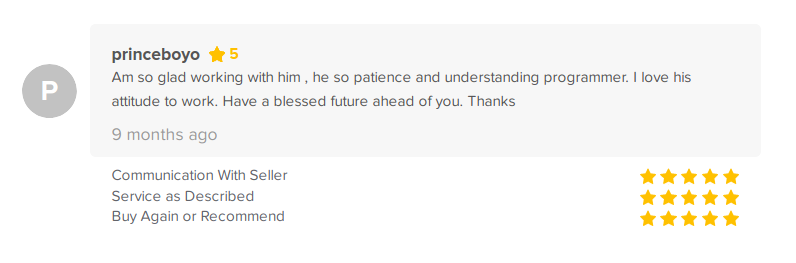 P
princeboyo 5
Am so glad working with him , he so patience and understanding programmer. I love his
attitude to work. Have a blessed future ahead of you. Thanks
9 months ago
Communication With Seller
Service as Described
Buy Again or Recommend